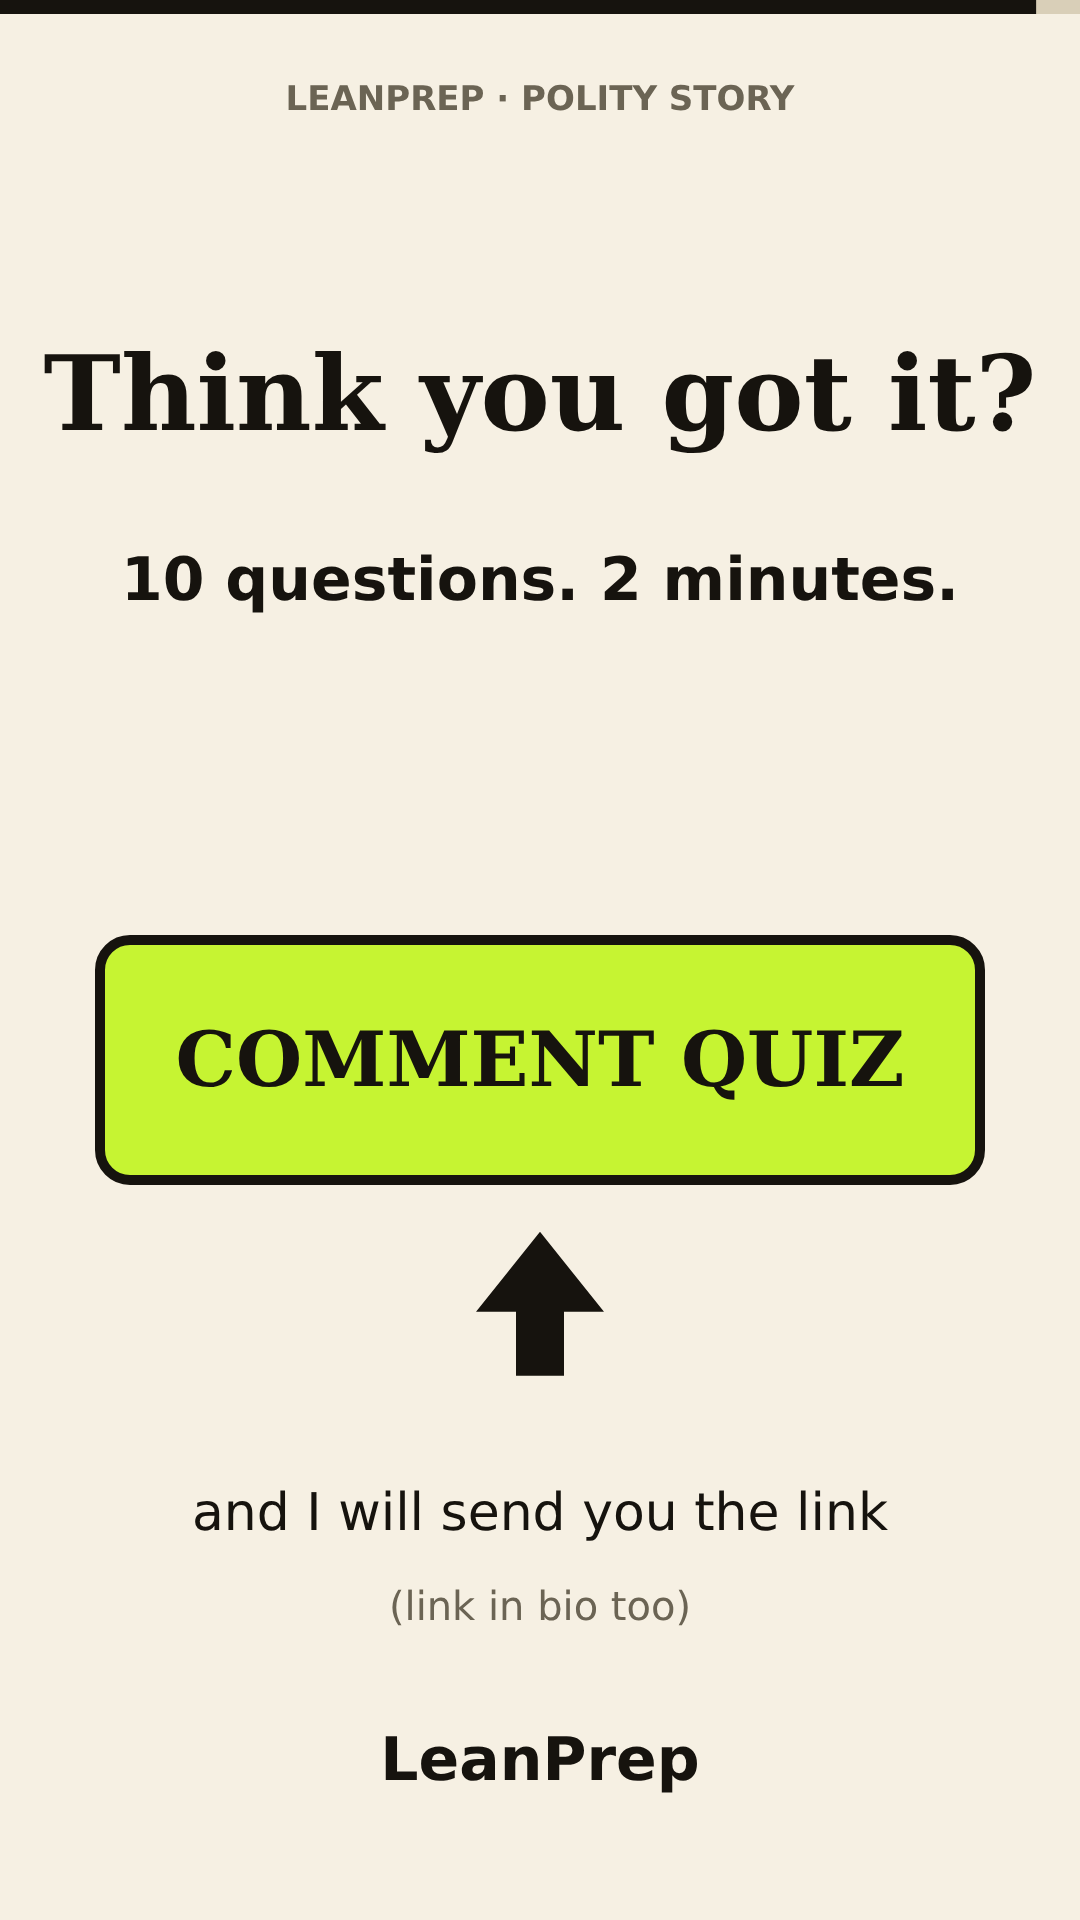 LEANPREP · POLITY STORY
Think you got it?
10 questions. 2 minutes.
COMMENT QUIZ
and I will send you the link
(link in bio too)
LeanPrep